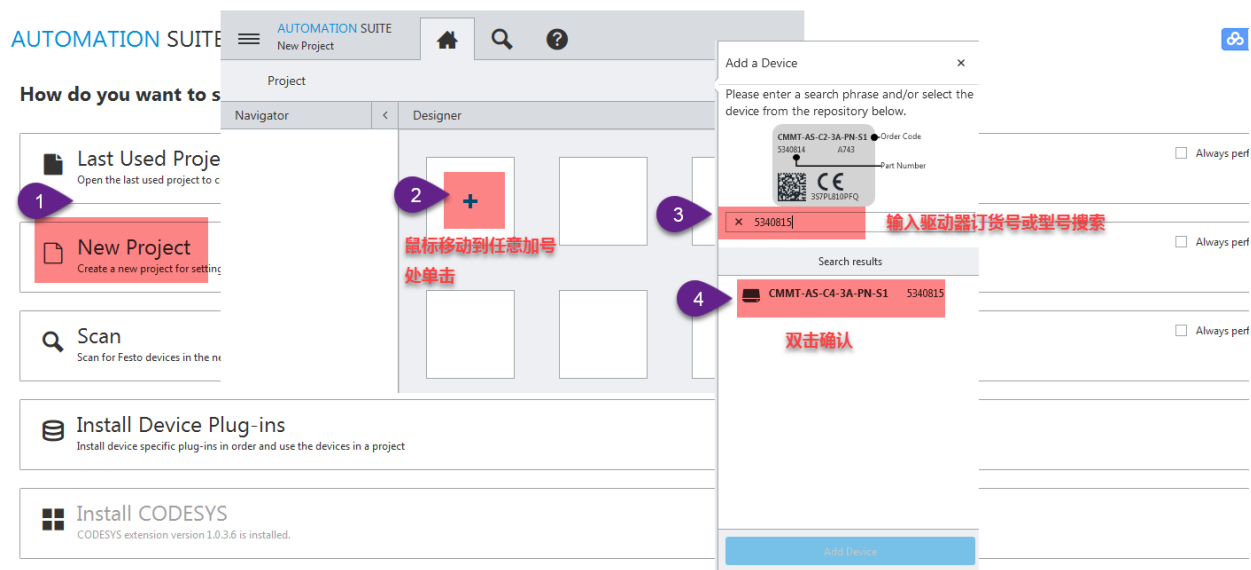 AUTOMATION SUITE
How do you want to s
Last Used Proje
Open the last used project to c
1
New Project
Create a new project for setting
Scan
Scan for Festo devices in the ne
Install Device Plug-ins
Install device specific plug-ins in order and use the devices in a project
Install CODESYS
CODESYS extension version 1.0.3.6 is installed.
AUTOMATION SUITE
New Project
?
Project
Navigator
<
Designer
2
+
鼠标移动到任意加号
处单击
Add a Device
×
Please enter a search phrase and/or select the
device from the repository below.
CMMT-AS-C2-3A-PN-S1
Order Code
5340814
A743
Part Number
CE
3S7PL810PFQ
3
× 5340815
输入驱动器订货号或型号搜索
Search results
4
CMMT-AS-C4-3A-PN-S1 5340815
双击确认
Add Device
Always perf
Always perf
Always perf